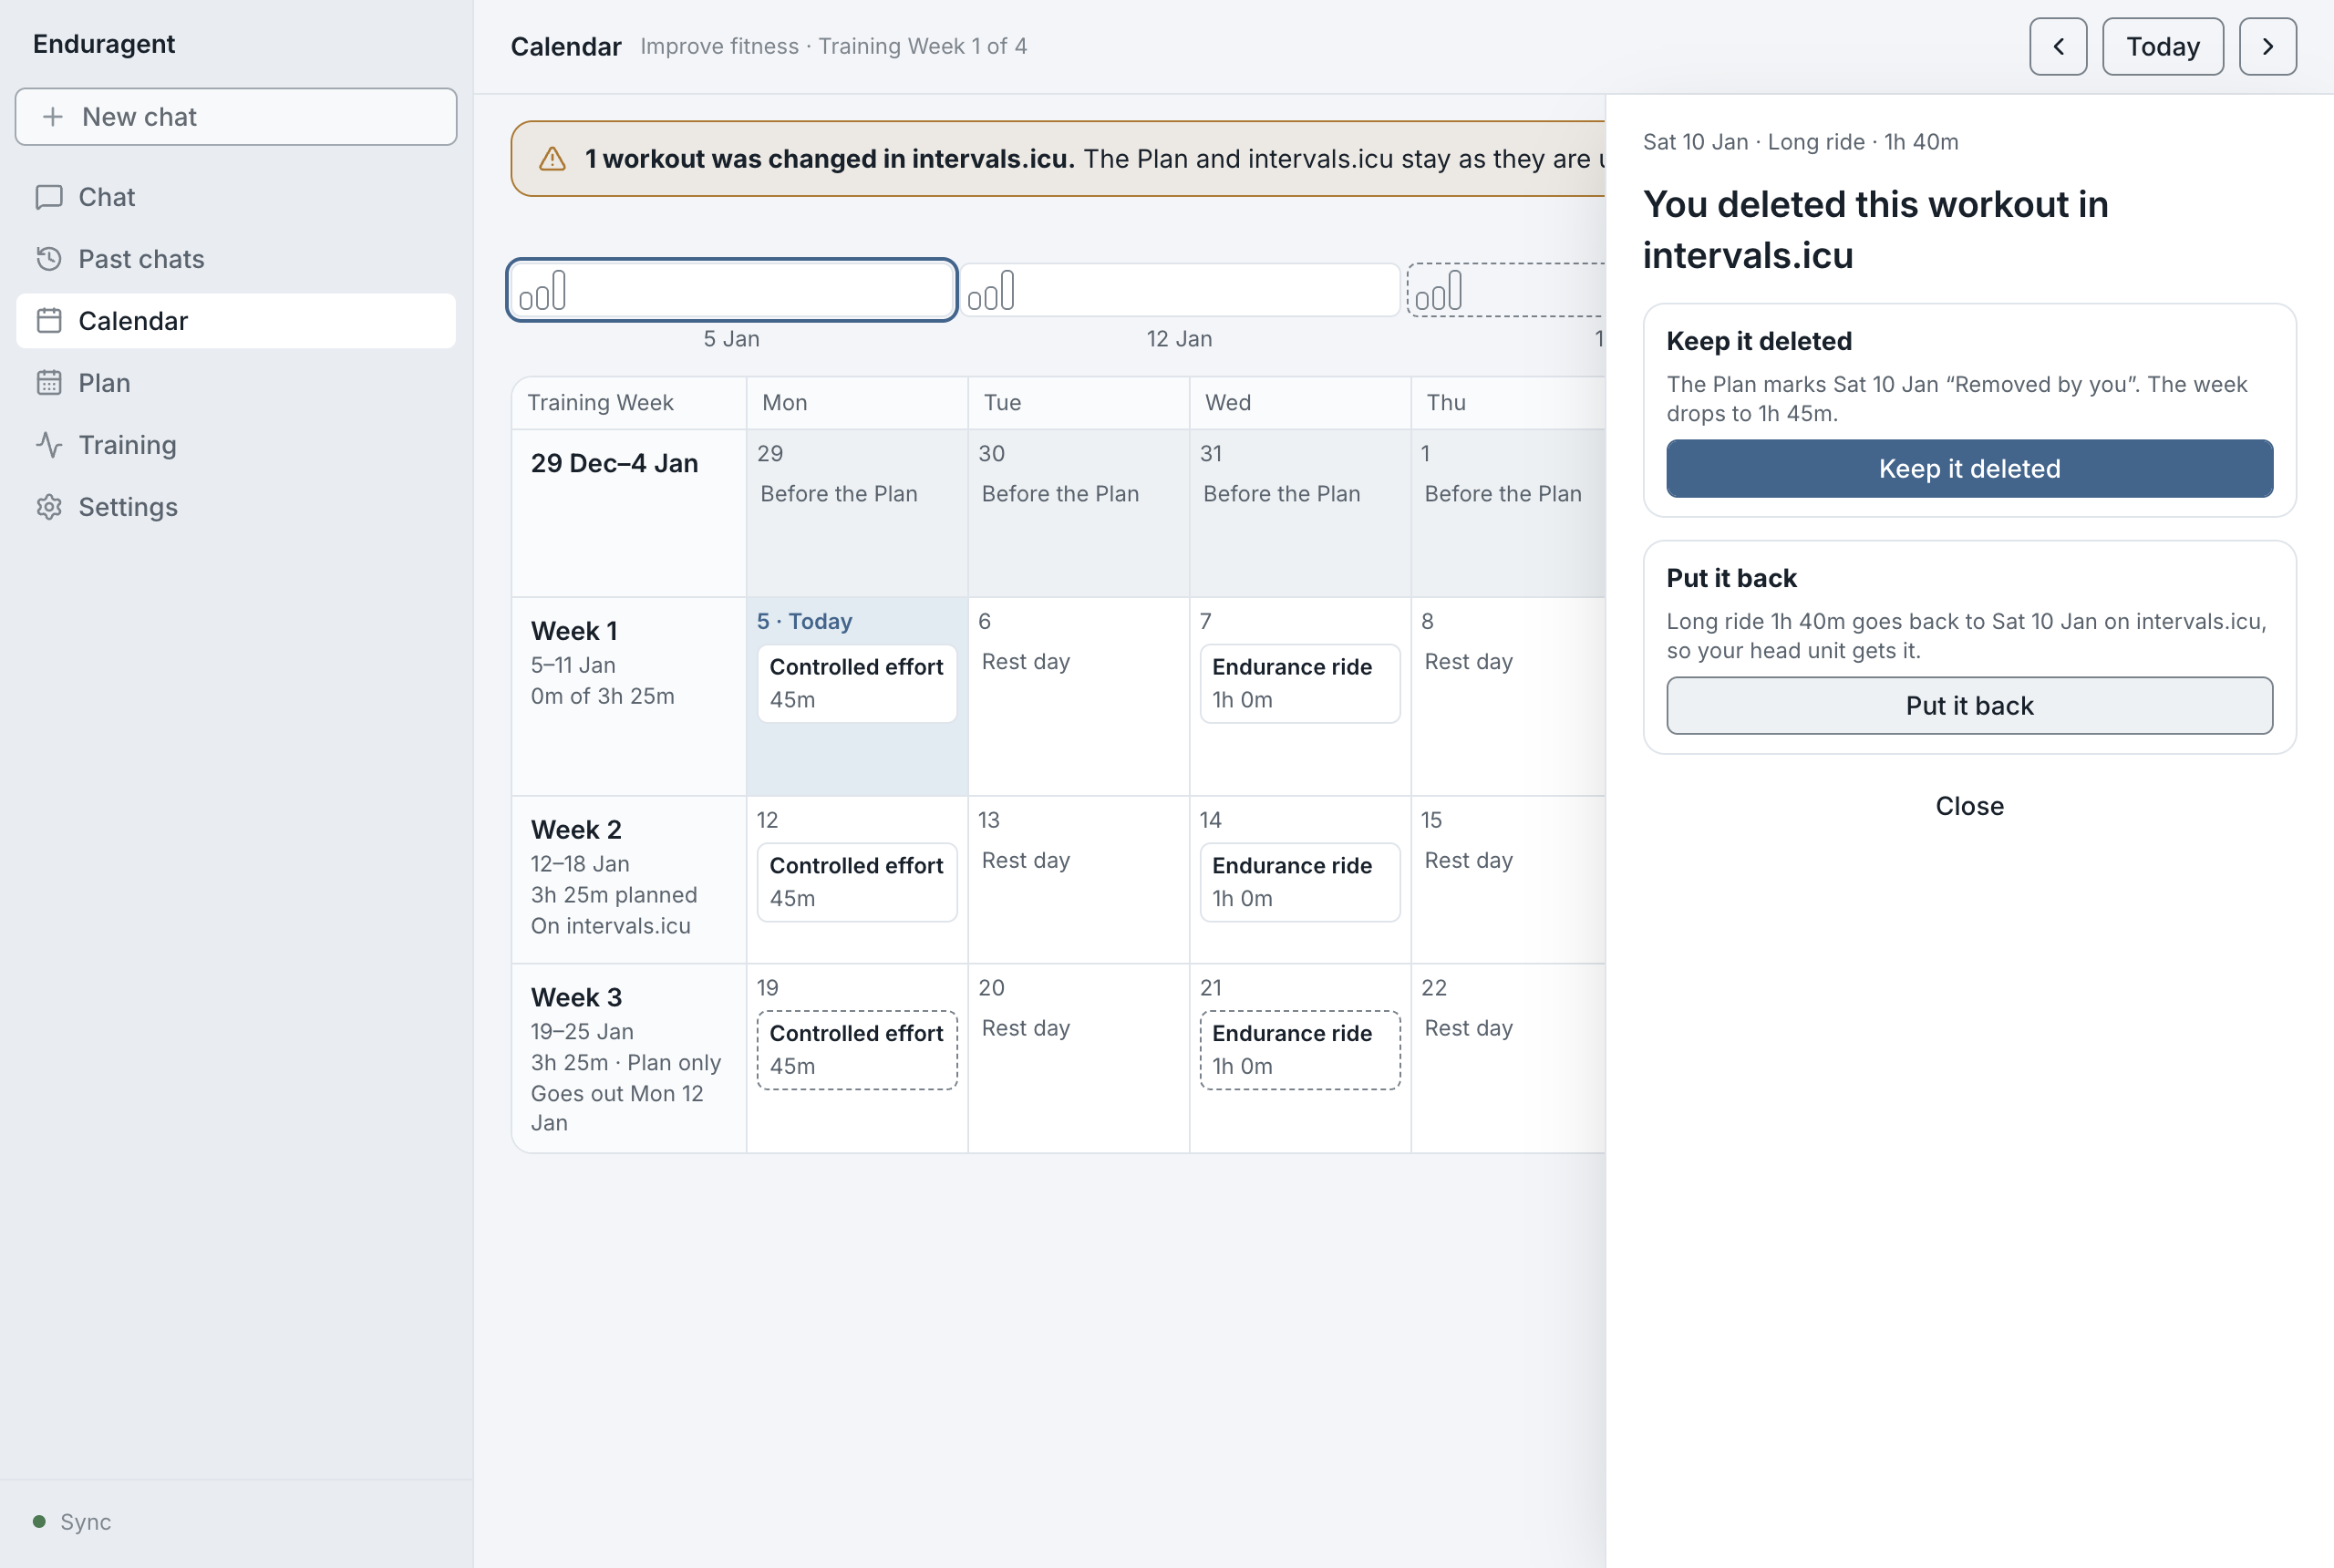 Enduragent
New chat
Chat
Past chats
Calendar
Plan
Training
Settings
Sync
Calendar Improve fitness · Training Week 1 of 4
Today
1 workout was changed in intervals.icu. The Plan and intervals.icu stay as they are
5 Jan
12 Jan
Training Week Mon Tue Wed Thu
29 Dec–4 Jan
29 30 31 1
Before the Plan Before the Plan Before the Plan Before the Plan
Week 1
5–11 Jan
0m of 3h 25m
5 · Today
Controlled effort
45m
6
Rest day
7
Endurance ride
1h 0m
8
Rest day
Week 2
12–18 Jan
3h 25m planned
On intervals.icu
12
Controlled effort
45m
13
Rest day
14
Endurance ride
1h 0m
15
Rest day
Week 3
19–25 Jan
3h 25m · Plan only
Goes out Mon 12
Jan
19
Controlled effort
45m
20
Rest day
21
Endurance ride
1h 0m
22
Rest day
Sat 10 Jan · Long ride · 1h 40m
You deleted this workout in
intervals.icu
Keep it deleted
The Plan marks Sat 10 Jan “Removed by you”. The week
drops to 1h 45m.
Keep it deleted
Put it back
Long ride 1h 40m goes back to Sat 10 Jan on intervals.icu,
so your head unit gets it.
Put it back
Close